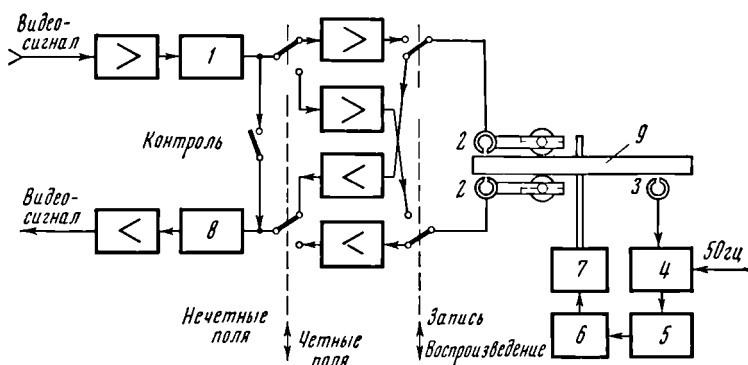 Видео-
сигнал
>
1
>
2
9
Контроль
>
2
3
Видео-
сигнал
<
8
<
<
7
4
50гц
6
5
Нечетные
поля
Четные
поля
Запись
Воспроизведение